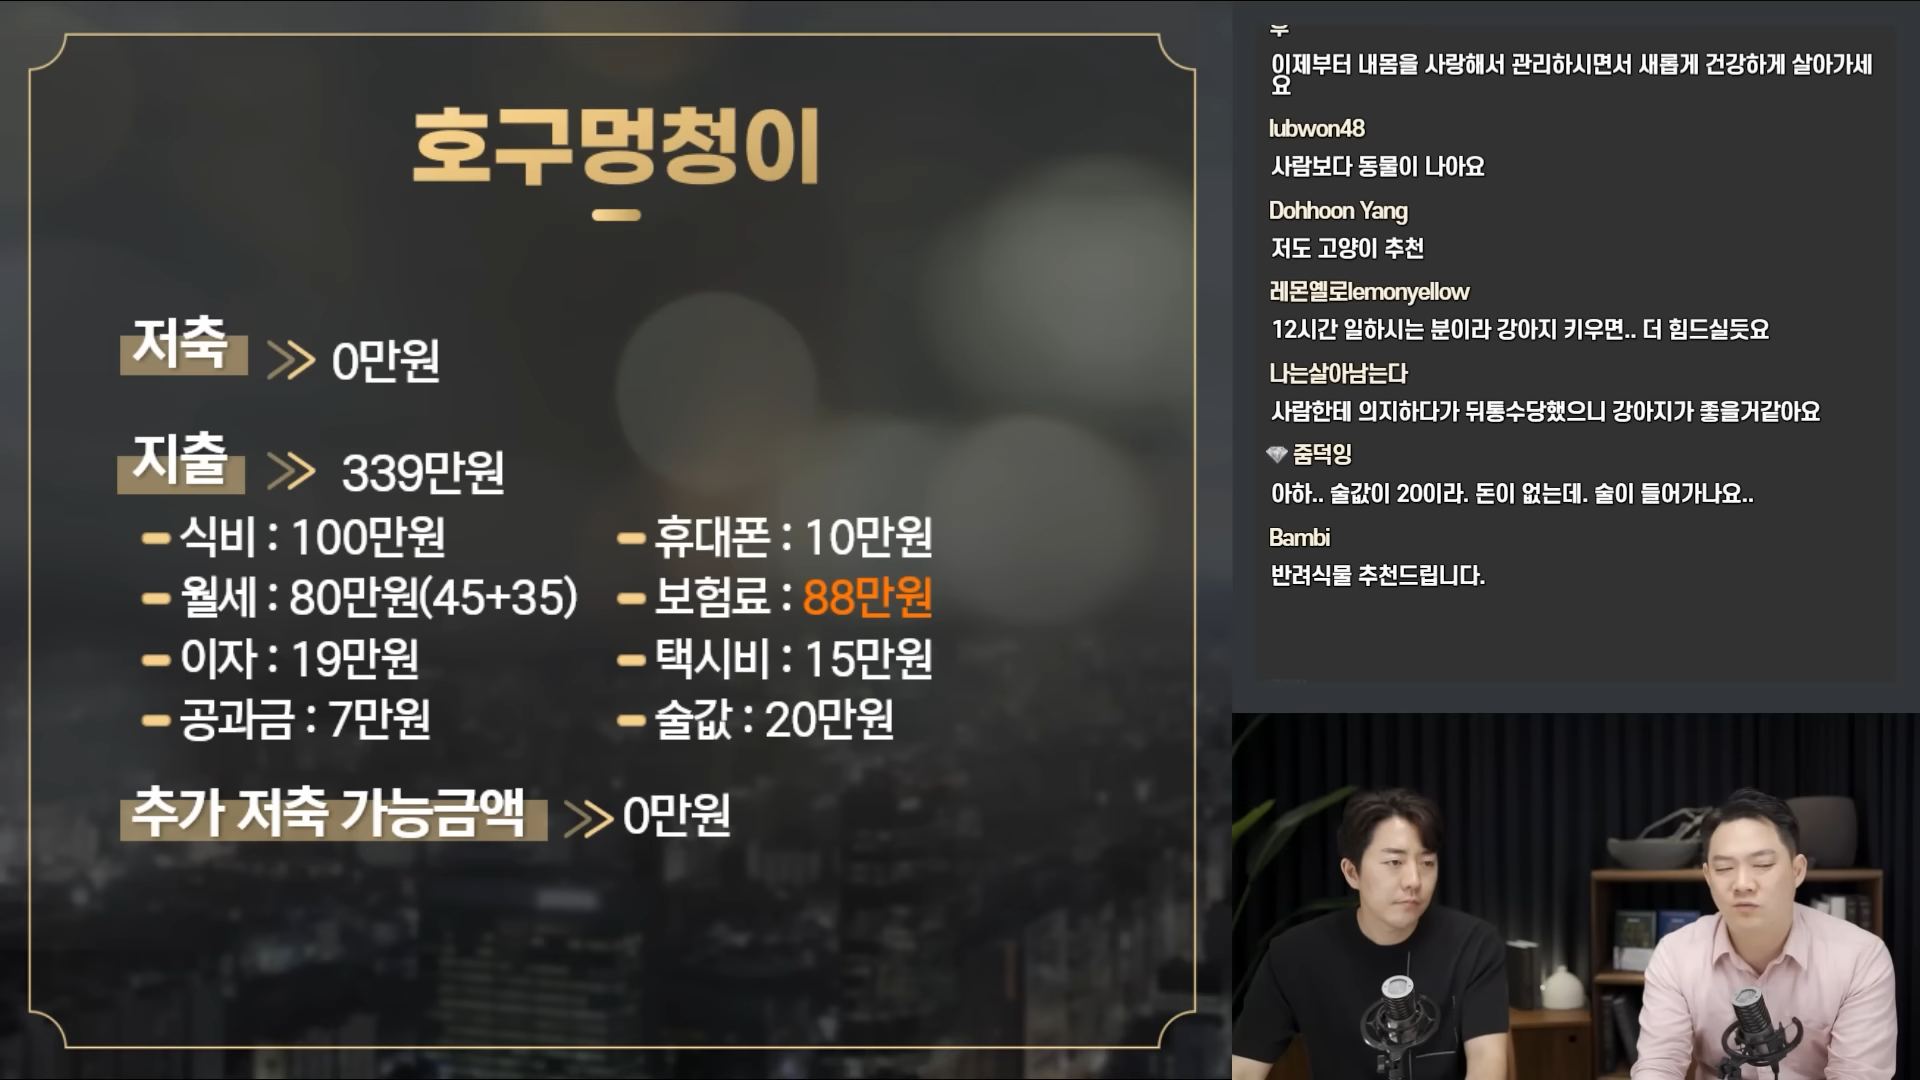 호구멍청이
저축 0만원
지출 339만원
식비 : 100만원
월세 : 80만원(45+35)
이자 : 19만원
공과금 : 7만원
휴대폰 : 10만원
보험료 : 88만원
택시비 : 15만원
술값 : 20만원
추가 저축 가능금액 0만원
이제부터 내몸을 사랑해서 관리하시면서 새롭게 건강하게 살아가세
요
lubwon48
사람보다 동물이 나아요
Dohhoon Yang
저도 고양이 추천
레몬옐로lemonyellow
12시간 일하시는 분이라 강아지 키우면.. 더 힘드실듯요
나는살아남는다
사람한테 의지하다가 뒤통수당했으니 강아지가 좋을거같아요
줌덕잉
아하.. 술값이 20이라. 돈이 없는데. 술이 들어가나요..
Bambi
반려식물 추천드립니다.